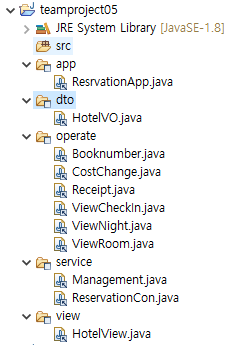 teamproject05
JRE System Library [JavaSE-1.8]
src
app
ResrvationApp.java
dto
HotelVO.java
operate
Booknumber.java
CostChange.java
Receipt.java
ViewCheckIn.java
ViewNight.java
ViewRoom.java
service
Management.java
ReservationCon.java
view
HotelView.java